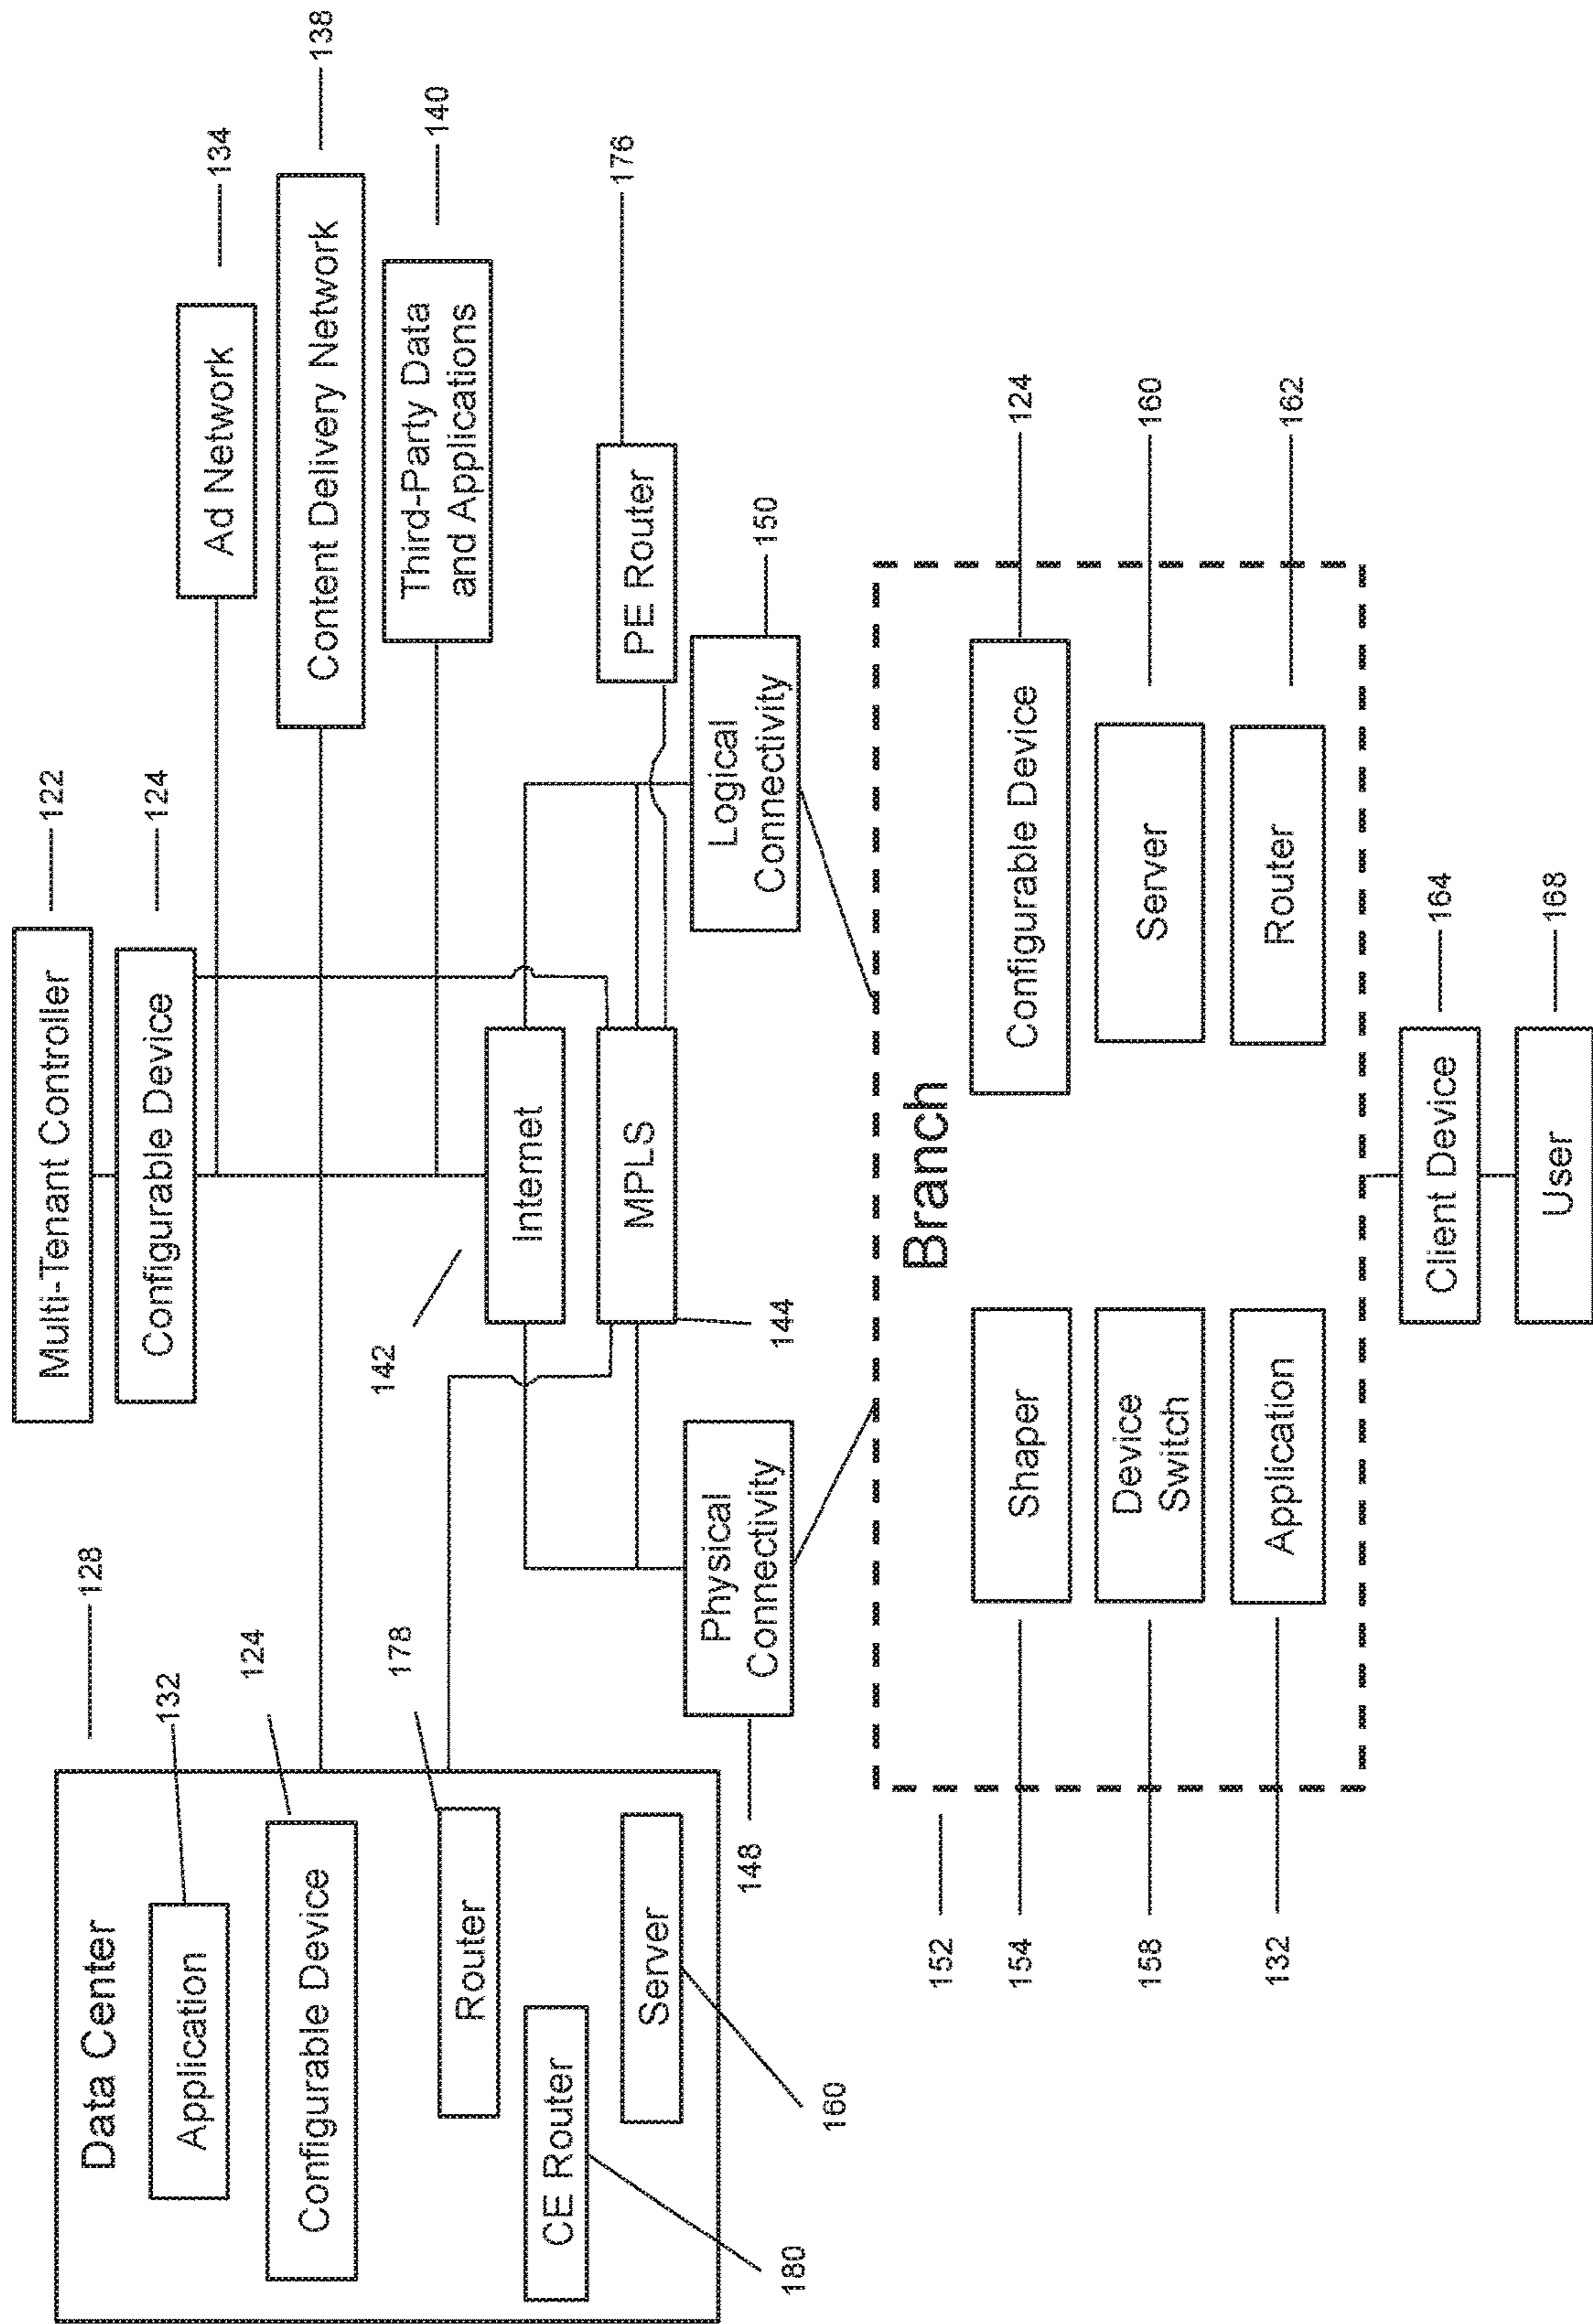 Multi-Tenant Controller
122
Configurable Device
124
128
Data Center
Application
132
Configurable Device
124
Router
178
CE Router
180
Server
160
Ad Network
134
Content Delivery Network
138
Third-Party Data
and Applications
140
142
Internet
MPLS
144
PE Router
176
Physical
Connectivity
148
Logical
Connectivity
150
Branch
152
Shaper
154
Configurable Device
124
Device
Switch
158
Server
160
Application
132
Router
162
Client Device
164
User
168